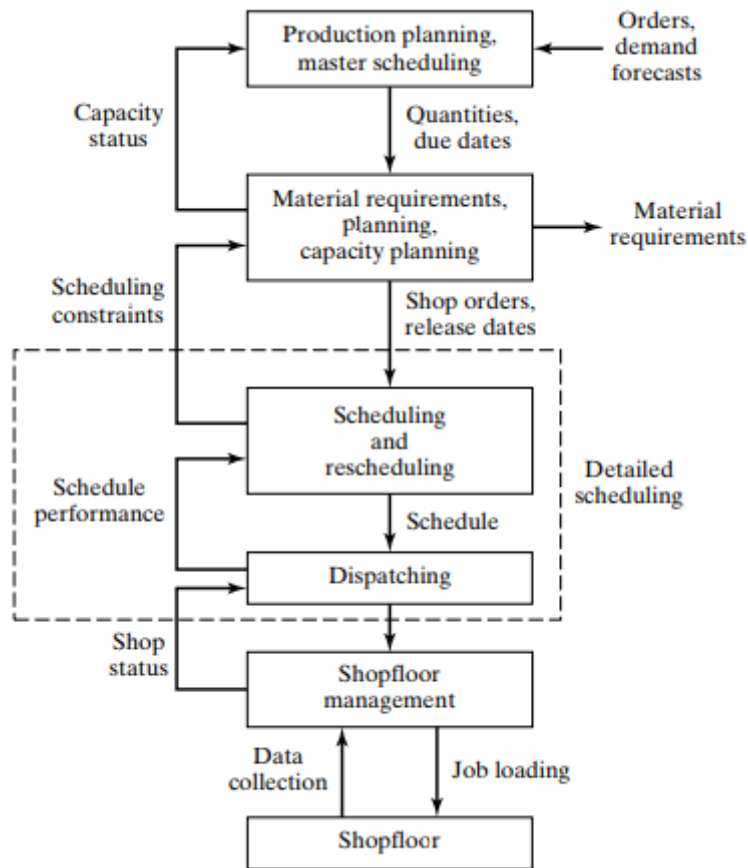 Production planning,
master scheduling
Orders,
demand
forecasts
Capacity
status
Quantities,
due dates
Material requirements,
planning,
capacity planning
Material
requirements
Scheduling
constraints
Shop orders,
release dates
Scheduling
and
rescheduling
Detailed
scheduling
Schedule
performance
Schedule
Dispatching
Shop
status
Shopfloor
management
Data
collection
Job loading
Shopfloor